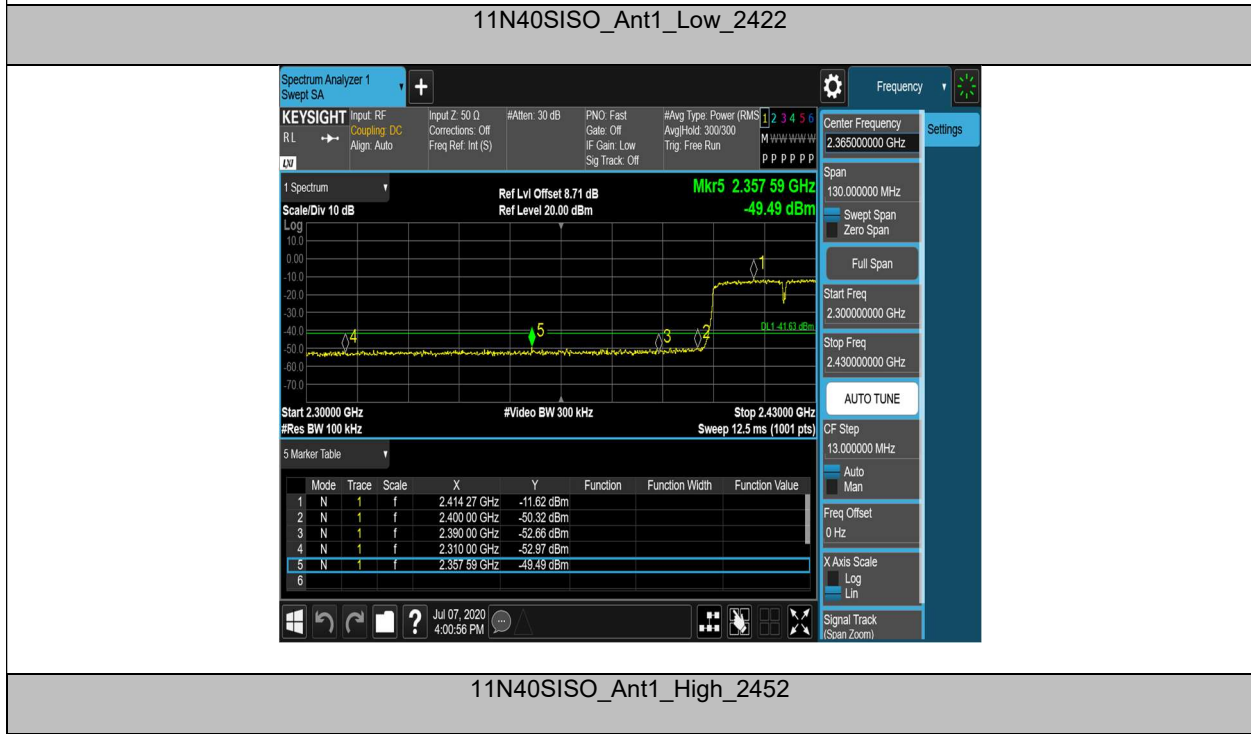 11N40SISO_Ant1_Low_2422
Spectrum Analyzer 1
Swept SA
+
Frequency
KEYSIGHT
RL
LXI
Input: RF
Coupling: DC
Align: Auto
Input Z: 50 Ω
Corrections: Off
Freq Ref: Int (S)
#Atten: 30 dB
PNO: Fast
Gate: Off
IF Gain: Low
Sig Track: Off
#Avg Type: Power (RMS
Avg|Hold: 300/300
Trig: Free Run
1 2 3 4 5 6
M W W W W W
P P P P P P
1 Spectrum
Scale/Div 10 dB
Ref Lvl Offset 8.71 dB
Ref Level 20.00 dBm
Mkr5 2.357 59 GHz
-49.49 dBm
Log
10.0
0.00
-10.0
-20.0
-30.0
-40.0
-50.0
-60.0
-70.0
1
2
3
4
5
DL1 -41.63 dBm
Start 2.30000 GHz
#Video BW 300 kHz
Stop 2.43000 GHz
#Res BW 100 kHz
Sweep 12.5 ms (1001 pts)
5 Marker Table
Mode Trace Scale X Y Function Function Width Function Value
1 N 1 f 2.414 27 GHz -11.62 dBm
2 N 1 f 2.400 00 GHz -50.32 dBm
3 N 1 f 2.390 00 GHz -52.66 dBm
4 N 1 f 2.310 00 GHz -52.97 dBm
5 N 1 f 2.357 59 GHz -49.49 dBm
6
?
Jul 07, 2020
4:00:56 PM
Center Frequency
2.365000000 GHz
Settings
Span
130.000000 MHz
Swept Span
Zero Span
Full Span
Start Freq
2.300000000 GHz
Stop Freq
2.430000000 GHz
AUTO TUNE
CF Step
13.000000 MHz
Auto
Man
Freq Offset
0 Hz
X Axis Scale
Log
Lin
Signal Track
(Span Zoom)
11N40SISO_Ant1_High_2452